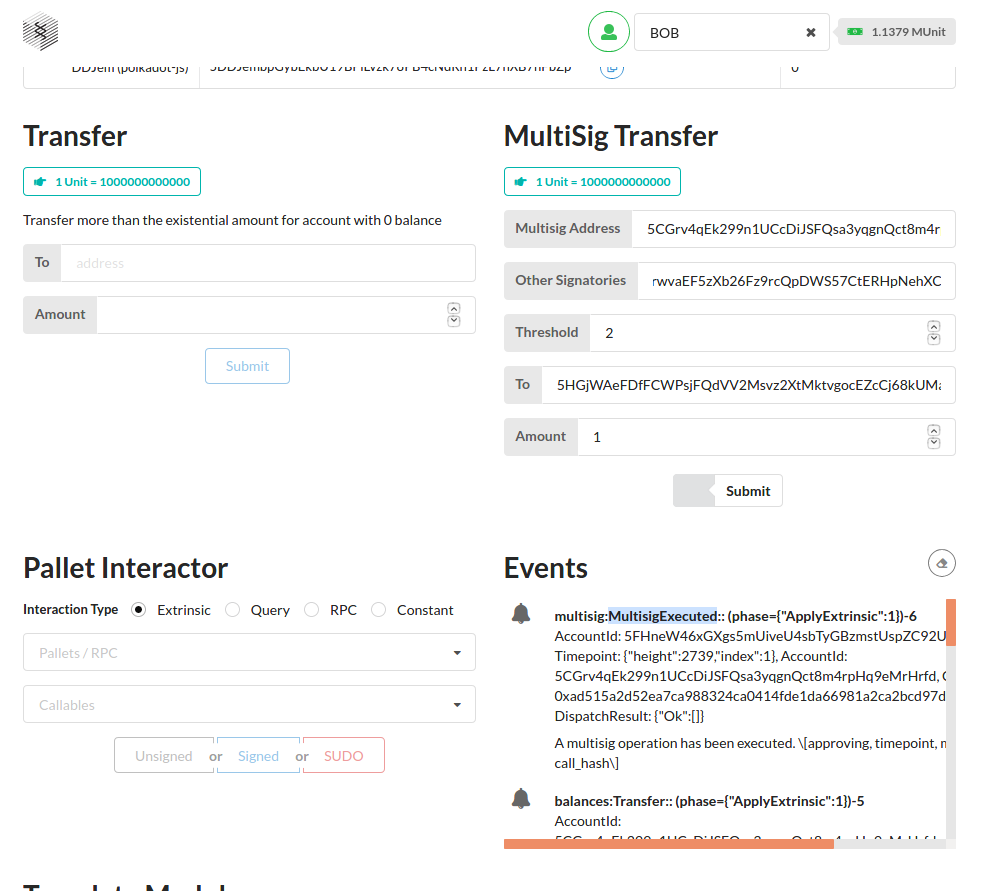 BOB
1.1379 MUnit
DDJem (polkadot-js)
0
Transfer
1 Unit = 1000000000000
Transfer more than the existential amount for account with 0 balance
To
address
Amount
Submit
MultiSig Transfer
1 Unit = 1000000000000
Multisig Address
5CGrv4qEk299n1UCcDiJSFQsa3yqgnQct8m4r
Other Signatories
rwvaEF5zXb26Fz9rcQpDWS57CtERHpNehXC
Threshold
2
To
5HGjWAeFDfFCWPsjFQdVV2Msvz2XtMktvgocEZcCj68kUMa
Amount
1
Submit
Pallet Interactor
Interaction Type Extrinsic Query RPC Constant
Pallets / RPC
Callables
Unsigned or Signed or SUDO
Events
multisig:MultisigExecuted:: (phase={"ApplyExtrinsic":1})-6
AccountId: 5FHneW46xGXgs5mUiveU4sbTyGBzmstUspZC92U
Timepoint: {"height":2739,"index":1}, AccountId:
5CGrv4qEk299n1UCcDiJSFQsa3yqgnQct8m4rpHq9eMrHrfd,
0xad515a2d52ea7ca988324ca0414fde1da66981a2ca2bcd97d
DispatchResult: {"Ok":[]}
A multisig operation has been executed. \[approving, timepoint,
call_hash\]
balances:Transfer:: (phase={"ApplyExtrinsic":1})-5
AccountId: